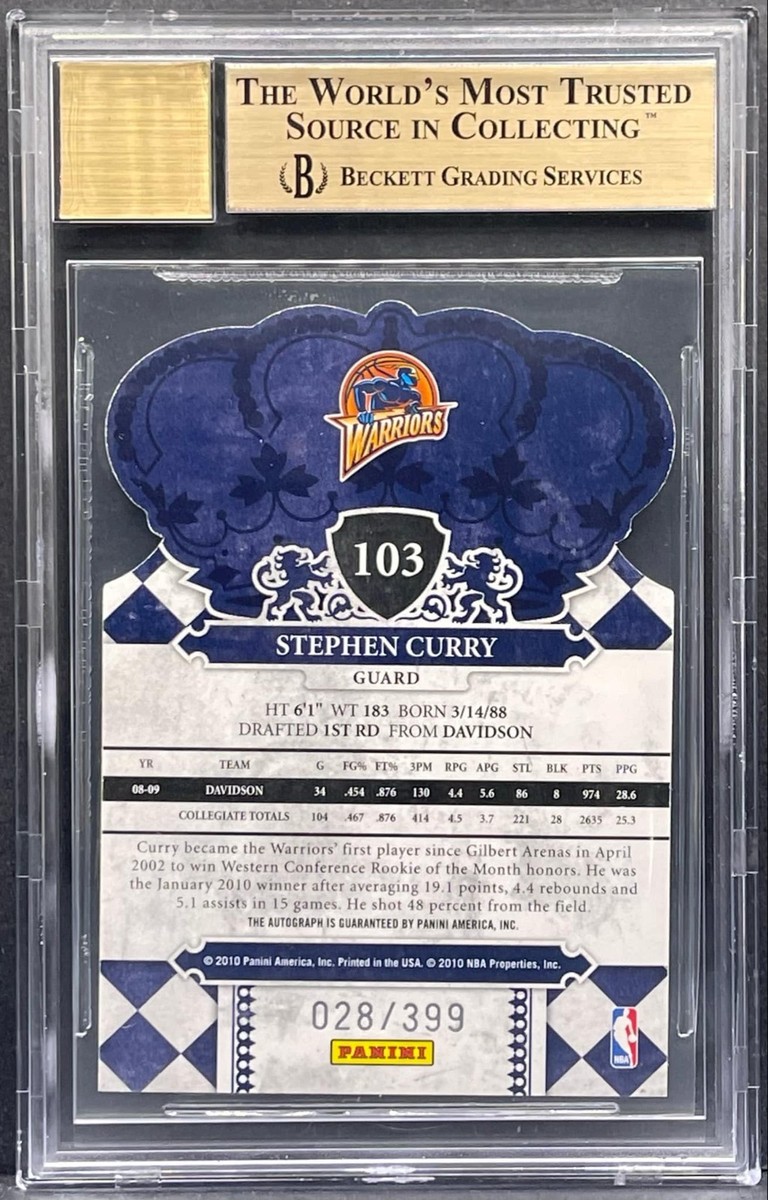 THE WORLD'S MOST TRUSTED
SOURCE IN COLLECTING™
B BECKETT GRADING SERVICES
WARRIORS
103
STEPHEN CURRY
GUARD
HT 6'1" WT 183 BORN 3/14/88
DRAFTED 1ST RD FROM DAVIDSON
YR TEAM G FG% FT% 3PM RPG APG STL BLK PTS PPG
08-09 DAVIDSON 34 .454 .876 130 4.4 5.6 86 8 974 28.6
COLLEGIATE TOTALS 104 .467 .876 414 4.5 3.7 221 28 2635 25.3
Curry became the Warriors' first player since Gilbert Arenas in April
2002 to win Western Conference Rookie of the Month honors. He was
the January 2010 winner after averaging 19.1 points, 4.4 rebounds and
5.1 assists in 15 games. He shot 48 percent from the field.
THE AUTOGRAPH IS GUARANTEED BY PANINI AMERICA, INC.
© 2010 Panini America, Inc. Printed in the USA. © 2010 NBA Properties, Inc.
028/399
PANINI
NBA